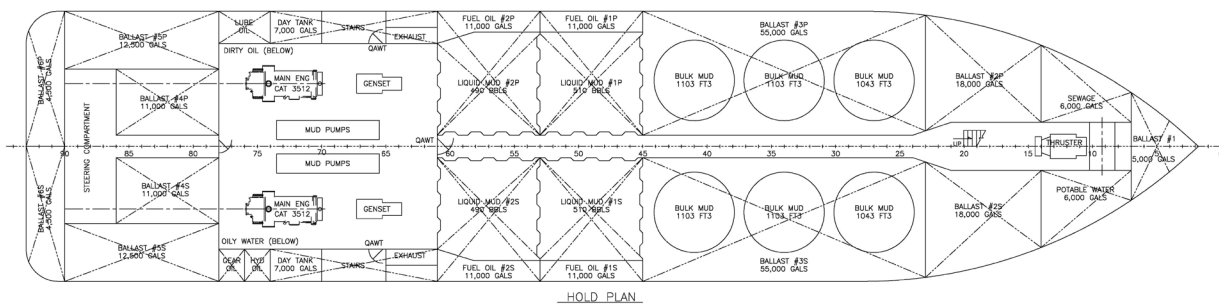 BALLAST #5P
12,500 GALS
LUBE
OIL
DAY TANK
7,000 GALS
STAIRS
EXHAUST
QAWT
FUEL OIL #2P
11,000 GALS
FUEL OIL #1P
11,000 GALS
BALLAST #3P
55,000 GALS
DIRTY OIL (BELOW)
BALLAST #6P
4,500 GALS
BALLAST #4P
11,000 GALS
MAIN ENG
CAT 3512
GENSET
LIQUID MUD #2P
490 BBLS
LIQUID MUD #1P
510 BBLS
BULK MUD
1103 FT3
BULK MUD
1103 FT3
BULK MUD
1043 FT3
BALLAST #2P
18,000 GALS
SEWAGE
6,000 GALS
STEERING COMPARTMENT
MUD PUMPS
QAWT
UP
THRUSTER
BALLAST #1
5,000 GALS
90
85
80
75
70
65
60
55
50
45
40
35
30
25
20
15
10
5
MUD PUMPS
BALLAST #6S
4,500 GALS
BALLAST #4S
11,000 GALS
MAIN ENG
CAT 3512
GENSET
LIQUID MUD #2S
490 BBLS
LIQUID MUD #1S
510 BBLS
BULK MUD
1103 FT3
BULK MUD
1103 FT3
BULK MUD
1043 FT3
BALLAST #2S
18,000 GALS
POTABLE WATER
6,000 GALS
BALLAST #5S
12,500 GALS
OILY WATER (BELOW)
GEAR
OIL
HYD
OIL
DAY TANK
7,000 GALS
STAIRS
QAWT
EXHAUST
FUEL OIL #2S
11,000 GALS
FUEL OIL #1S
11,000 GALS
BALLAST #3S
55,000 GALS
HOLD PLAN